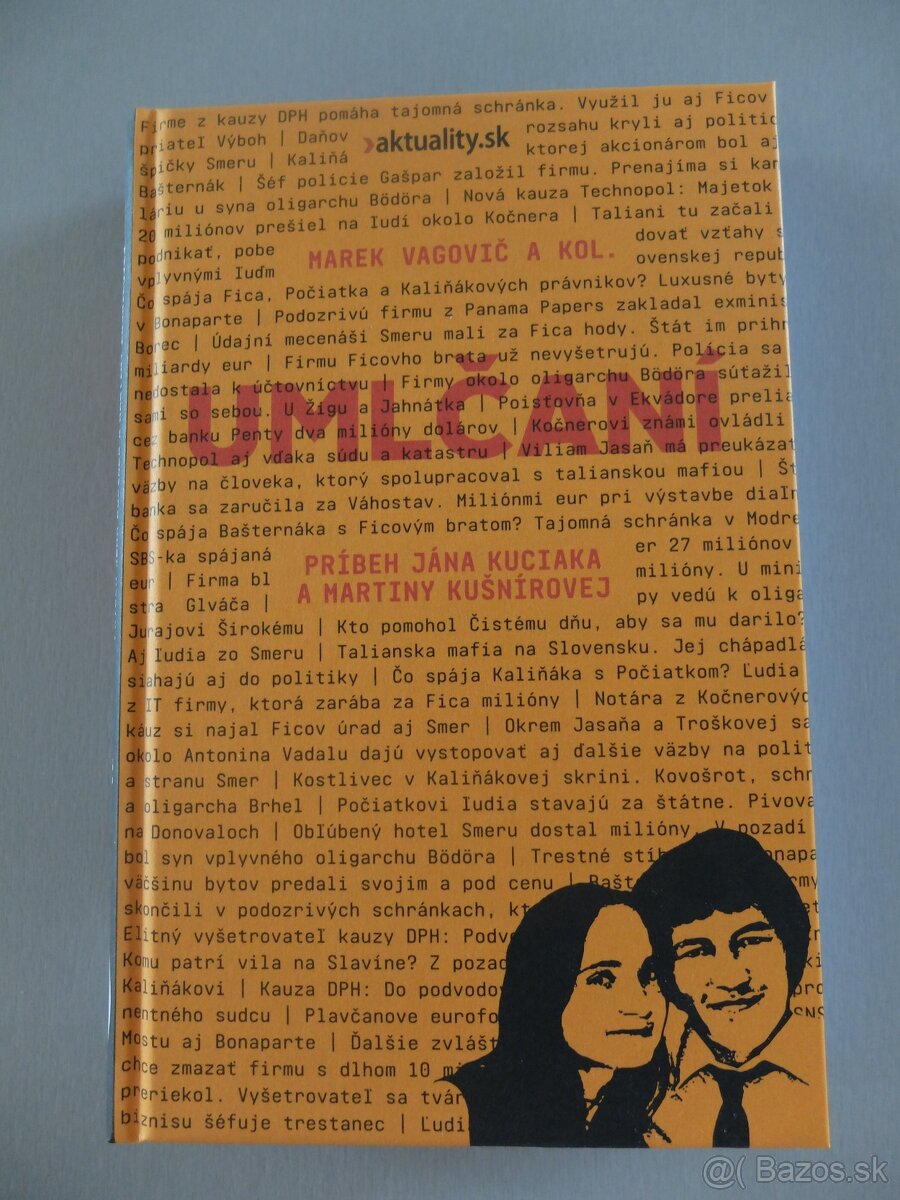 Firme z kauzy DPH pomáha tajomná schránka. Využil ju aj Ficov
priateľ Výboh | Daňov
aktuality.sk
rozsahu kryli aj politic
špičky Smeru | Kaliňá
ktorej akcionárom bol aj
Bašternák | Šéf polície Gašpar založil firmu. Prenajíma si kan
láriu u syna oligarchu Bödöra | Nová kauza Technopol: Majetok
20 miliónov prešiel na ľudí okolo Kočnera | Taliani tu začali
podnikať, pobe
MAREK VAGOVIČ A KOL.
dovať vzťahy s
vplyvnými ľuďm
ovenskej repub
Čo spája Fica, Počiatka a Kaliňákových právnikov? Luxusné byty
v Bonaparte | Podozrivú firmu z Panama Papers zakladal exminis
Borec | Údajní mecenáši Smeru mali za Fica hody. Štát im prihr
miliardy eur | Firmu Ficovho brata už nevyšetrujú. Polícia sa
UMLČANÍ
nedostala k účtovníctvu | Firmy okolo oligarchu Bödöra súťažil
sami so sebou. U Žigu a Jahnátka | Poisťovňa v Ekvádore prelia
cez banku Penty dva milióny dolárov | Kočnerovi známi ovládli
Technopol aj vďaka súdu a katastru | Viliam Jasaň má preukázat
väzby na človeka, ktorý spolupracoval s talianskou mafiou | Št
banka sa zaručila za Váhostav. Miliónmi eur pri výstavbe diaľn
Čo spája Bašternáka s Ficovým bratom? Tajomná schránka v Modre
SBS-ka spájaná
er 27 miliónov
PRÍBEH JÁNA KUCIAKA
eur | Firma bl
milióny. U mini
A MARTINY KUŠNÍROVEJ
stra Glváča |
py vedú k oliga
Jurajovi Širokému | Kto pomohol Čistému dňu, aby sa mu darilo?
Aj ľudia zo Smeru | Talianska mafia na Slovensku. Jej chápadlá
siahajú aj do politiky | Čo spája Kaliňáka s Počiatkom? Ľudia
z IT firmy, ktorá zarába za Fica milióny | Notára z Kočnerovýc
káuz si najal Ficov úrad aj Smer | Okrem Jasaňa a Troškovej sa
okolo Antonina Vadalu dajú vystopovať aj ďalšie väzby na polit
a stranu Smer | Kostlivec v Kaliňákovej skrini. Kovošrot, schr
a oligarcha Brhel | Počiatkovi ľudia stavajú za štátne. Pivova
na Donovaloch | Obľúbený hotel Smeru dostal milióny. V pozadí
bol syn vplyvného oligarchu Bödöra | Trestné stíh
onapa
väčšinu bytov predali svojim a pod cenu | Bašt
rmy
skončili v podozrivých schránkach, kt
et
Elitný vyšetrovateľ kauzy DPH: Podvo
Komu patrí vila na Slavíne? Z pozad
ki
Kaliňákovi | Kauza DPH: Do podvodov
pro
nentného sudcu | Plavčanove eurofo
SNS
Mostu aj Bonaparte | Ďalšie zvlášt
chce zmazať firmu s dlhom 10 mi
preriekol. Vyšetrovateľ sa tvár
biznisu šéfuje trestanec | Ľudi
@( Bazos.sk